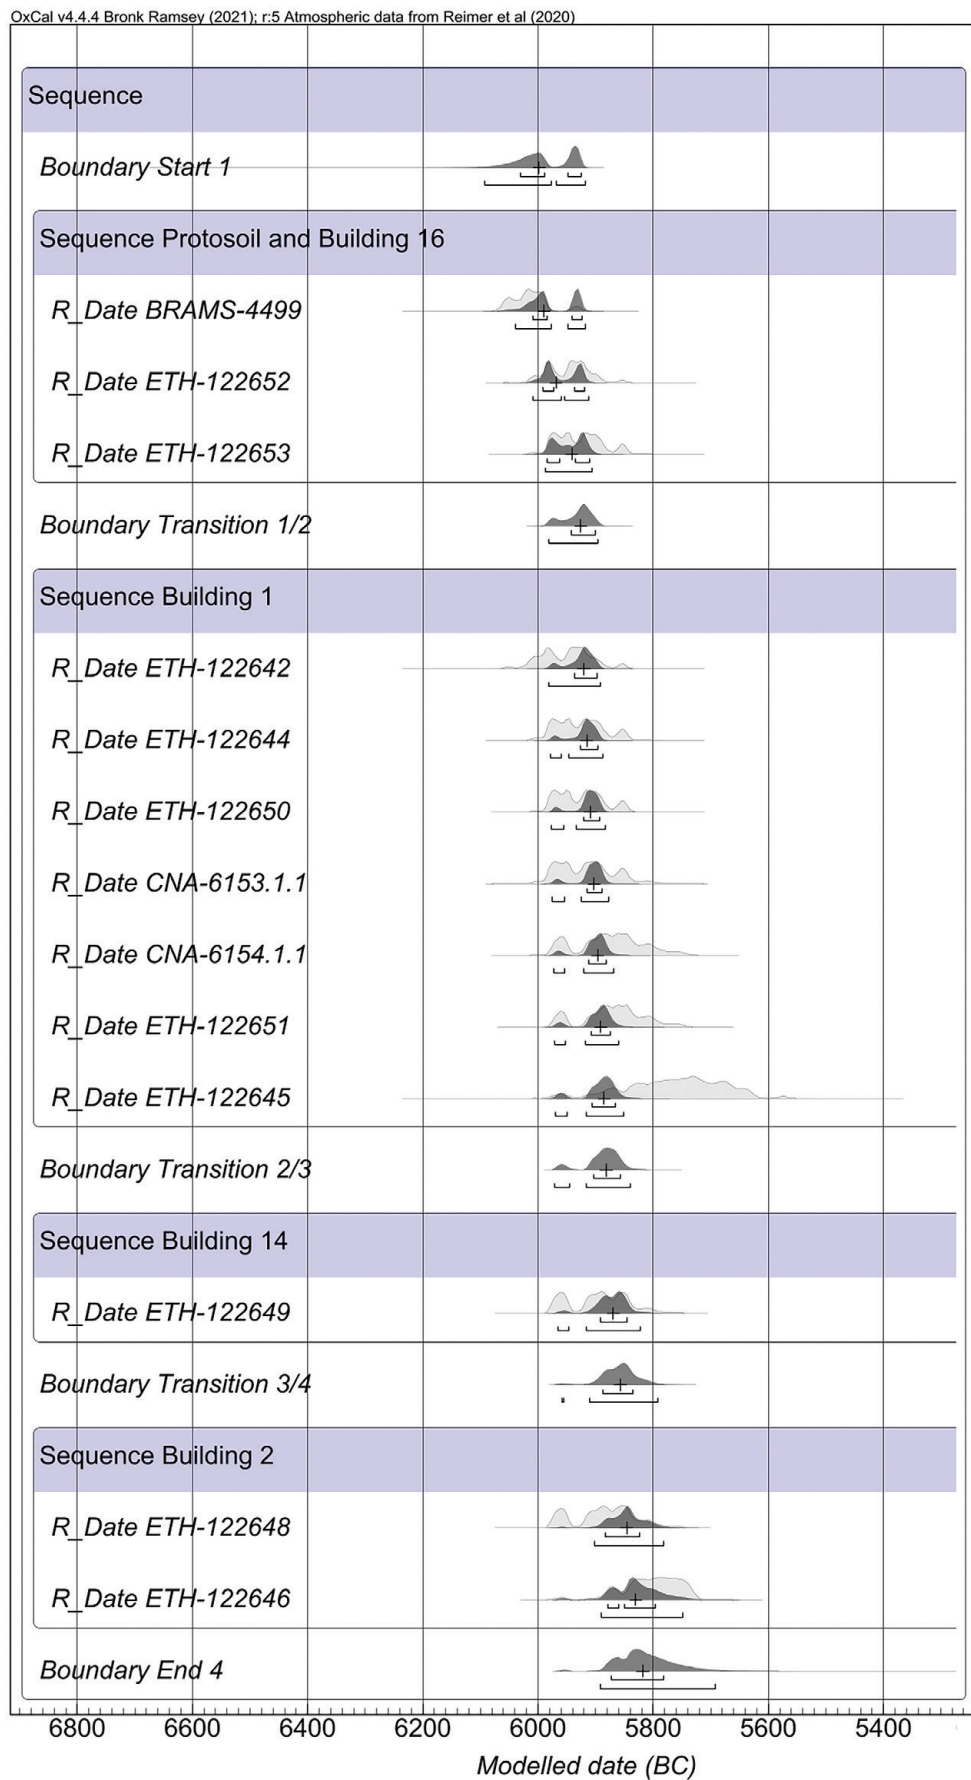 OxCal v4.4.4 Bronk Ramsey (2021); r:5 Atmospheric data from Reimer et al (2020)
Sequence
Boundary Start 1
Sequence Protosoil and Building 16
R_Date BRAMS-4499
R_Date ETH-122652
R_Date ETH-122653
Boundary Transition 1/2
Sequence Building 1
R_Date ETH-122642
R_Date ETH-122644
R_Date ETH-122650
R_Date CNA-6153.1.1
R_Date CNA-6154.1.1
R_Date ETH-122651
R_Date ETH-122645
Boundary Transition 2/3
Sequence Building 14
R_Date ETH-122649
Boundary Transition 3/4
Sequence Building 2
R_Date ETH-122648
R_Date ETH-122646
Boundary End 4
6800 6600 6400 6200 6000 5800 5600 5400
Modelled date (BC)